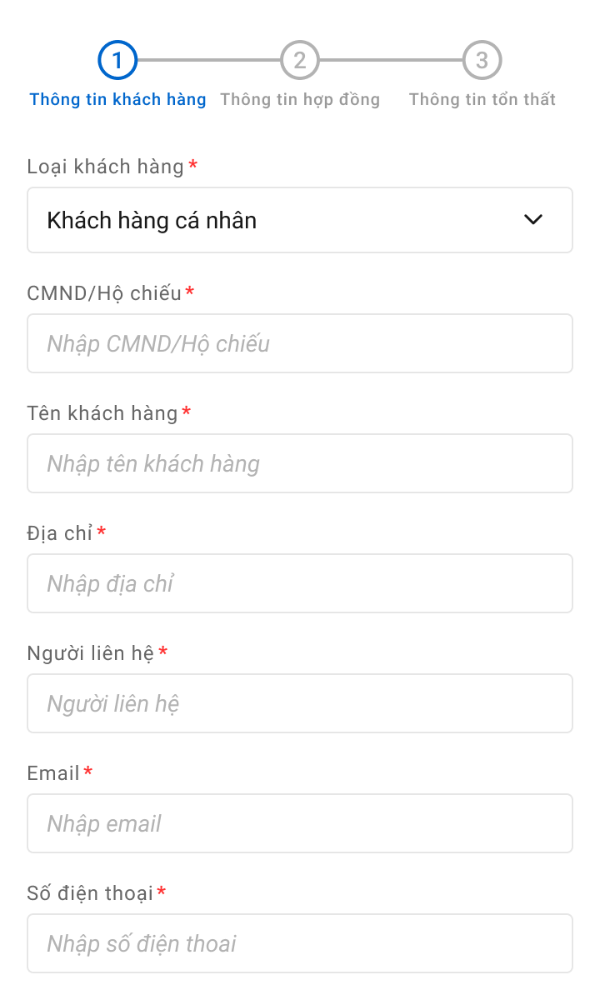 1 2 3
Thông tin khách hàng Thông tin hợp đồng Thông tin tổn thất
Loại khách hàng *
Khách hàng cá nhân
CMND/Hộ chiếu *
Nhập CMND/Hộ chiếu
Tên khách hàng *
Nhập tên khách hàng
Địa chỉ *
Nhập địa chỉ
Người liên hệ *
Người liên hệ
Email *
Nhập email
Số điện thoại *
Nhập số điện thoai